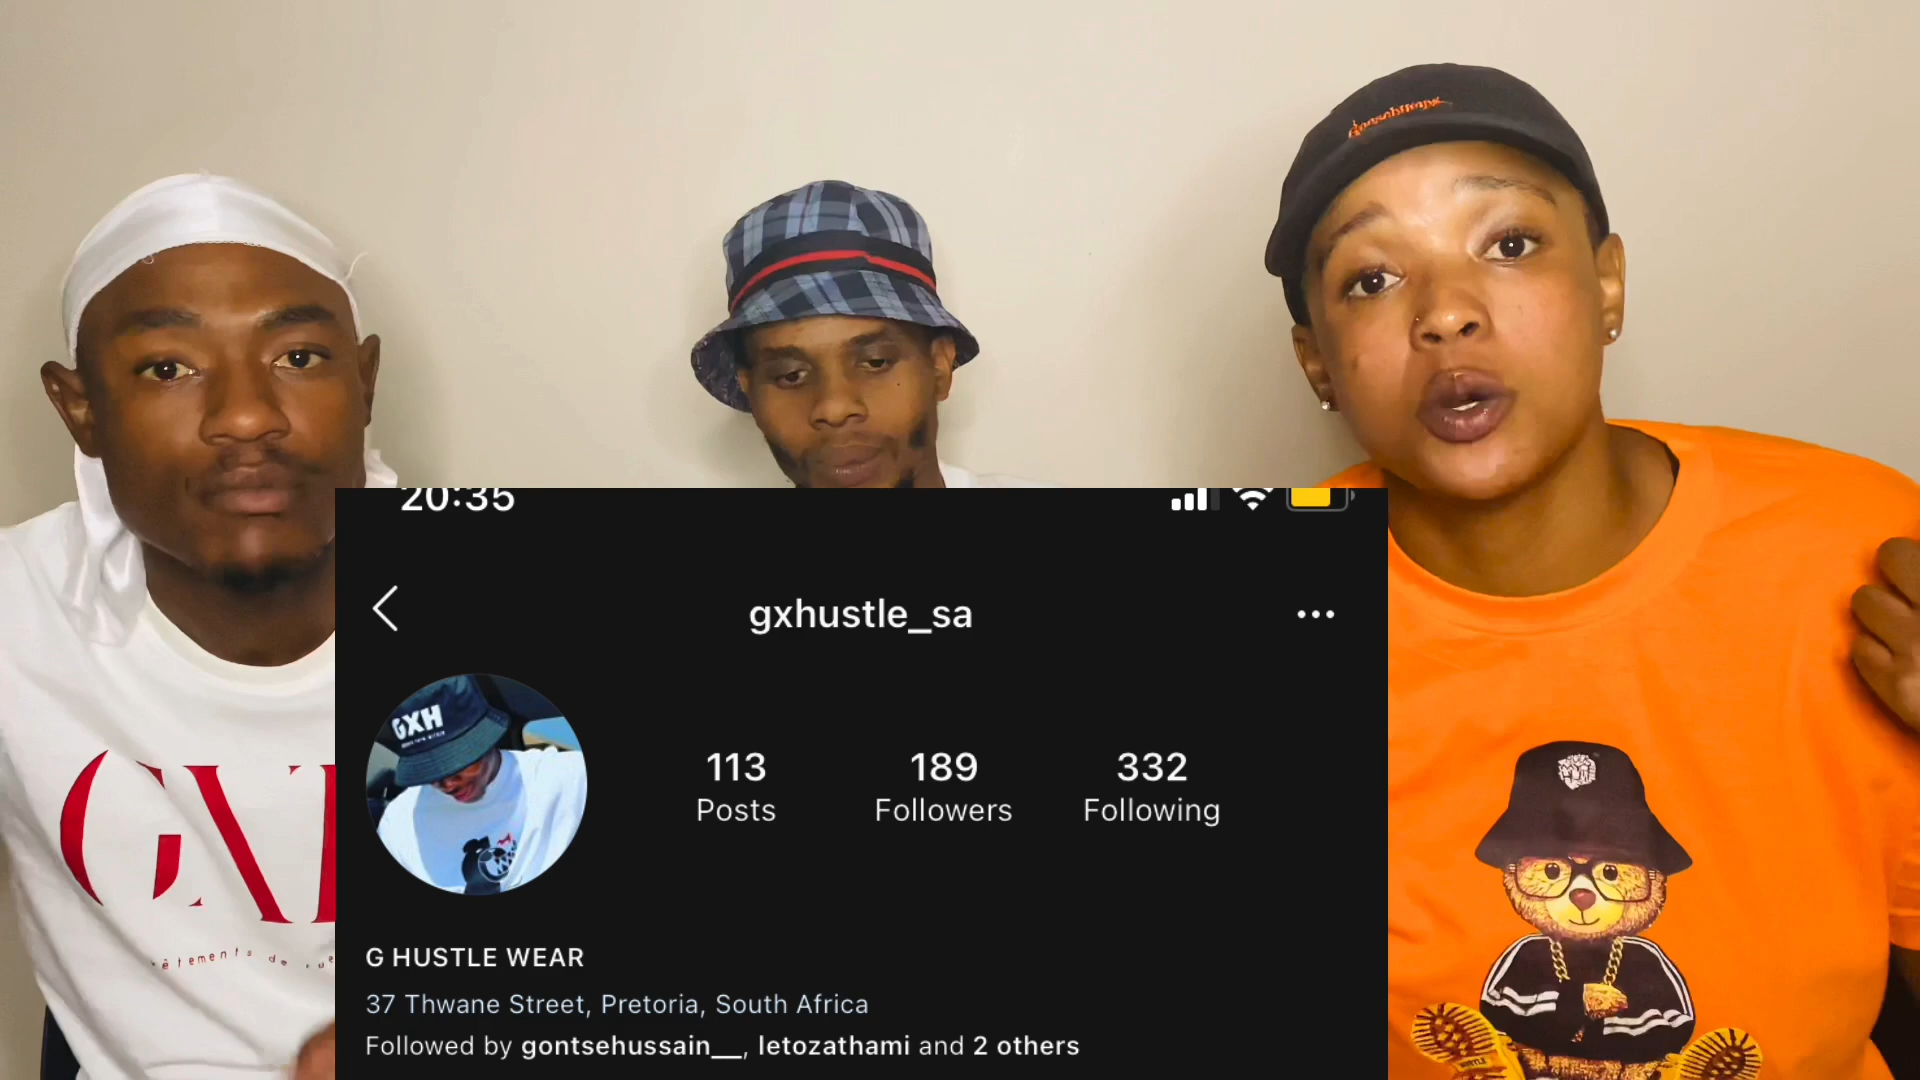 Goosebumps
20:35
gxhustle_sa
GXH
113
189
332
Posts
Followers
Following
G HUSTLE WEAR
37 Thwane Street, Pretoria, South Africa
Followed by gontsehussain__, letozathami and 2 others